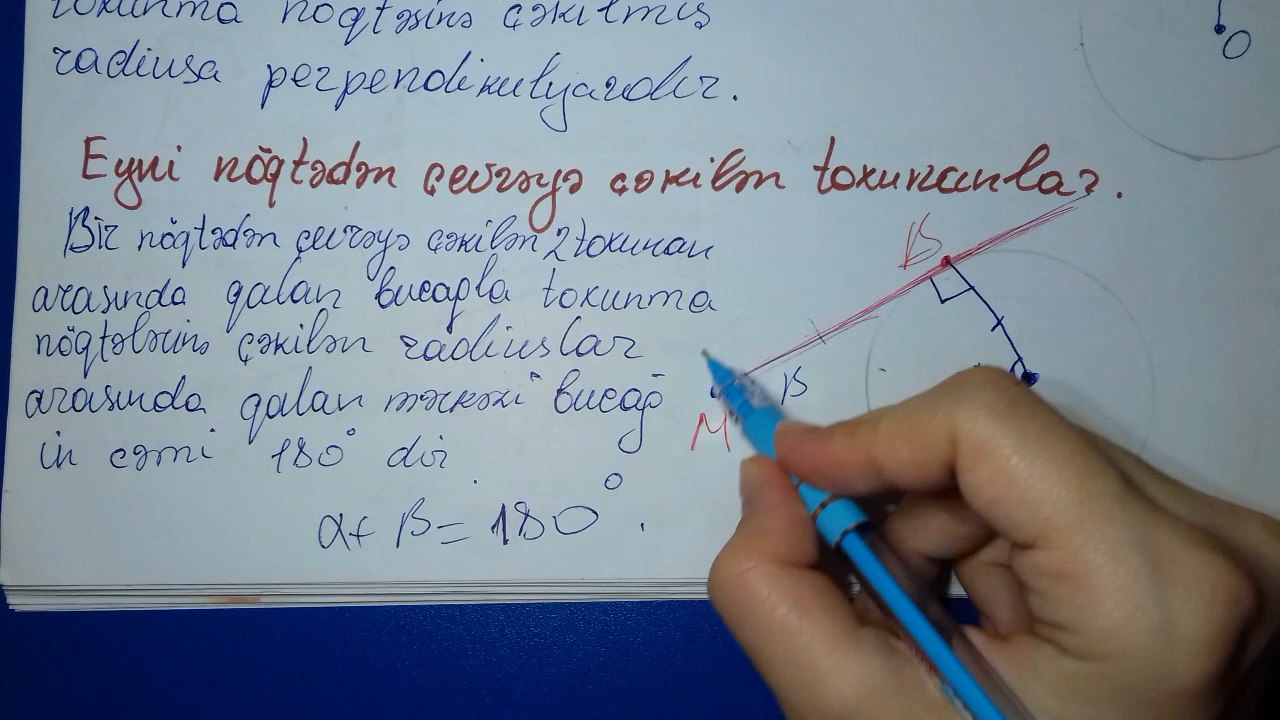 toxunma nöqtəsinə çəkilmiş
radiusa perpendikulyardır.
O
Eyni nöqtədən çevrəyə çəkilən toxunanlar.
Bir nöqtədən çevrəyə çəkilən 2 toxunan
arasında qalan bucaqla toxunma
nöqtələrinə çəkilən radiuslar
arasında qalan mərkəzi bucağ
ın cəmi 180° dir
α+ β = 180° .
B
β
M